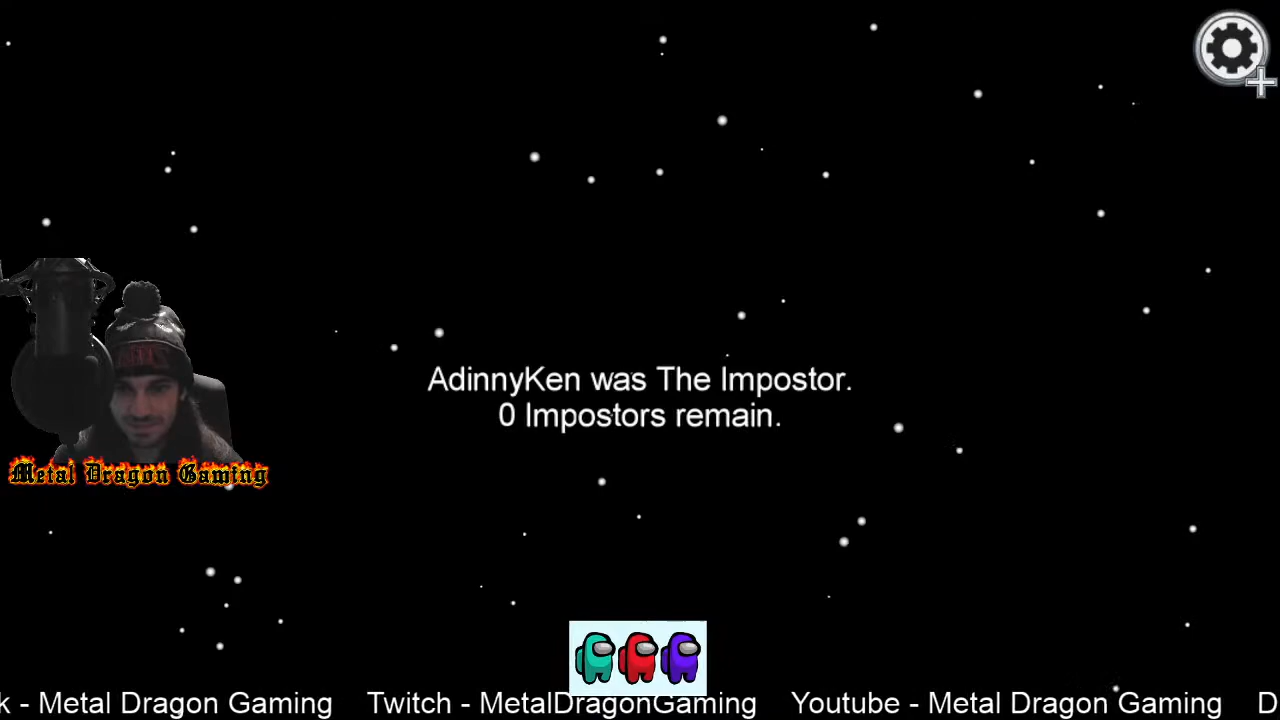 AdinnyKen was The Impostor.
0 Impostors remain.
Metal Dragon Gaming
k - Metal Dragon Gaming Twitch - MetalDragonGaming Youtube - Metal Dragon Gaming D